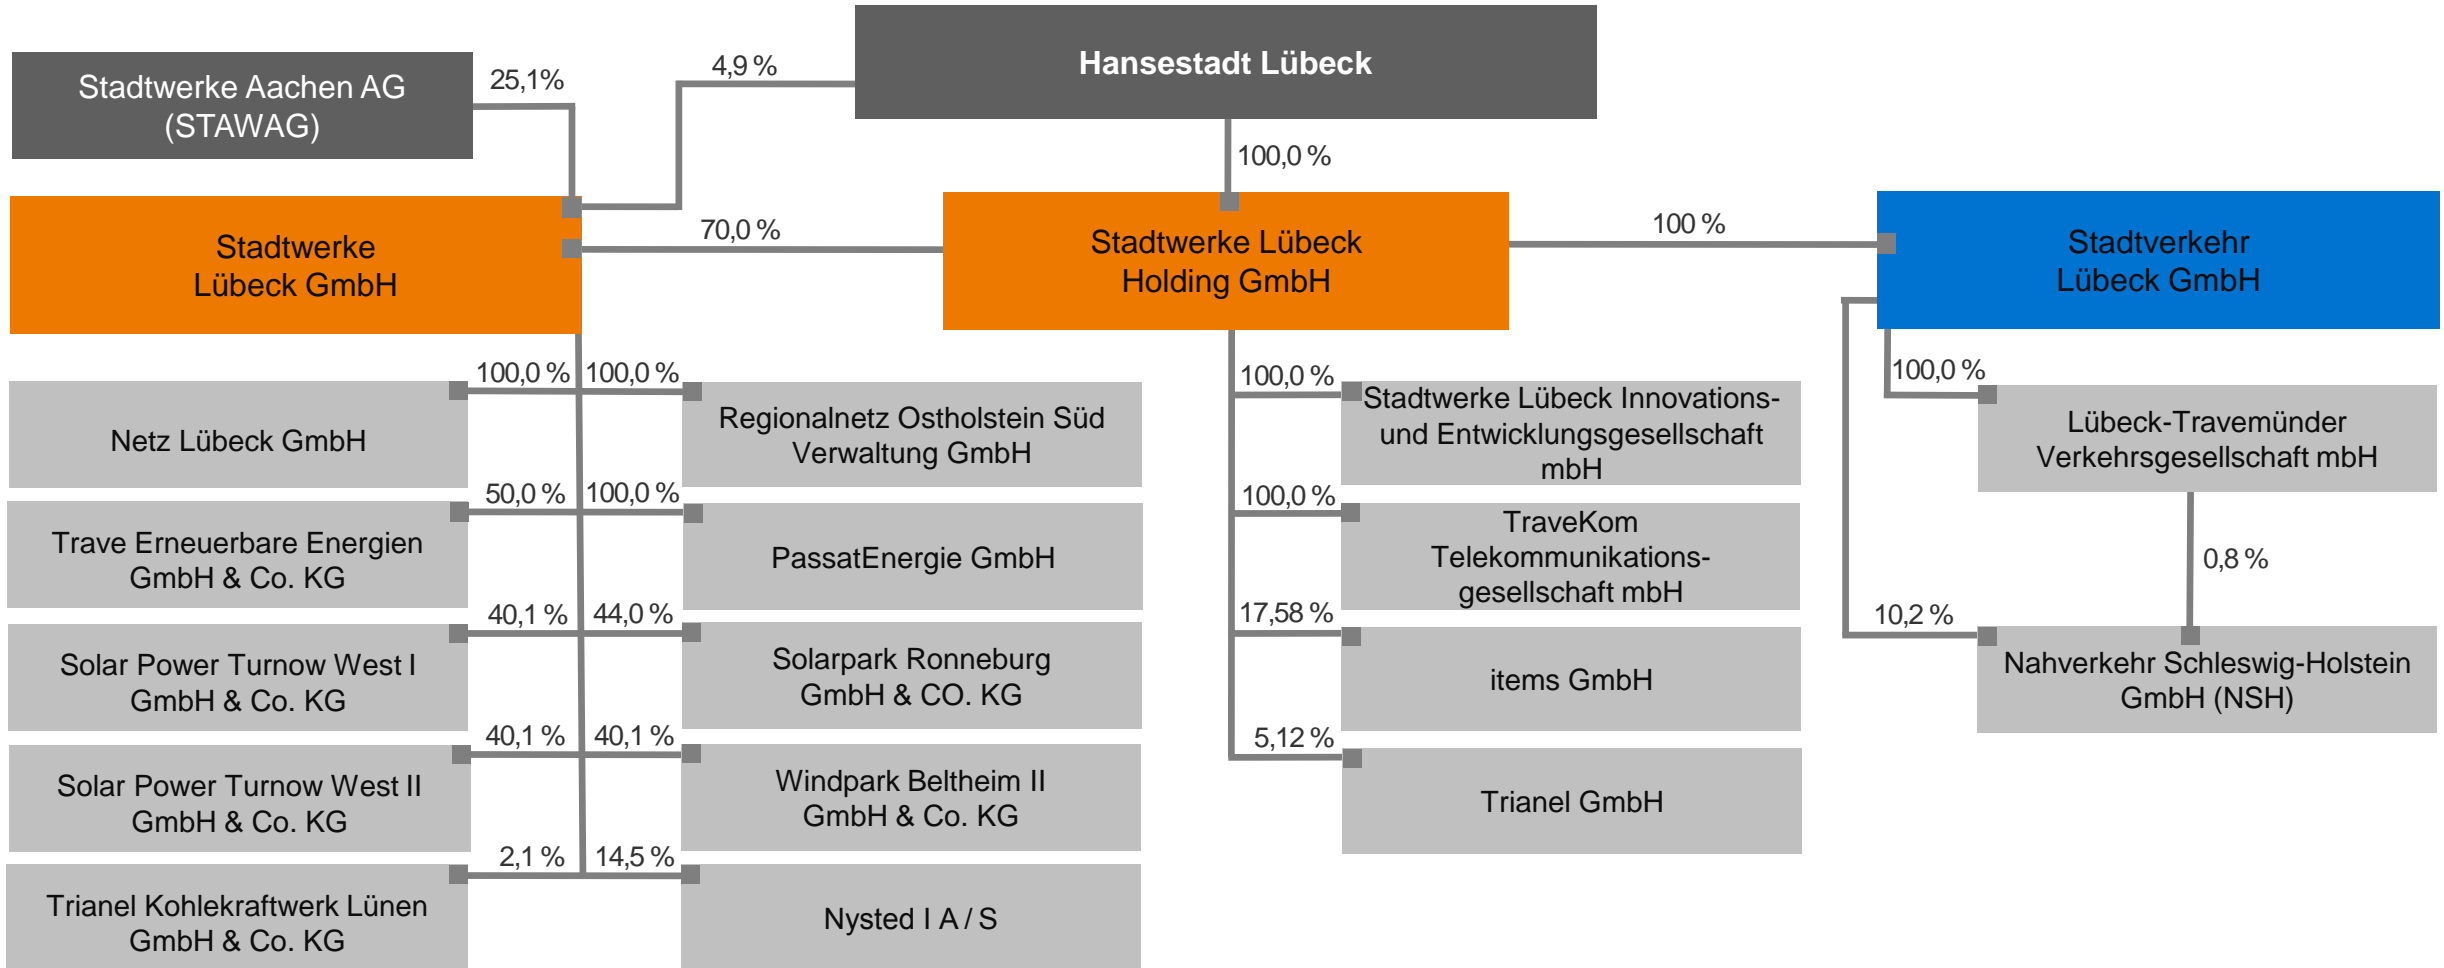 Hansestadt Lübeck
Stadtwerke Aachen AG
(STAWAG)
25,1%
4,9 %
100,0 %
Stadtwerke
Lübeck GmbH
70,0 %
Stadtwerke Lübeck
Holding GmbH
100 %
Stadtverkehr
Lübeck GmbH
100,0 %
100,0 %
Netz Lübeck GmbH
Regionalnetz Ostholstein Süd
Verwaltung GmbH
50,0 %
100,0 %
Trave Erneuerbare Energien
GmbH & Co. KG
PassatEnergie GmbH
40,1 %
44,0 %
Solar Power Turnow West I
GmbH & Co. KG
Solarpark Ronneburg
GmbH & CO. KG
40,1 %
40,1 %
Solar Power Turnow West II
GmbH & Co. KG
Windpark Beltheim II
GmbH & Co. KG
2,1 %
14,5 %
Trianel Kohlekraftwerk Lünen
GmbH & Co. KG
Nysted I A / S
100,0 %
Stadtwerke Lübeck Innovations-
und Entwicklungsgesellschaft
mbH
100,0 %
TraveKom
Telekommunikations-
gesellschaft mbH
17,58 %
items GmbH
5,12 %
Trianel GmbH
100,0 %
Lübeck-Travemünder
Verkehrsgesellschaft mbH
0,8 %
10,2 %
Nahverkehr Schleswig-Holstein
GmbH (NSH)